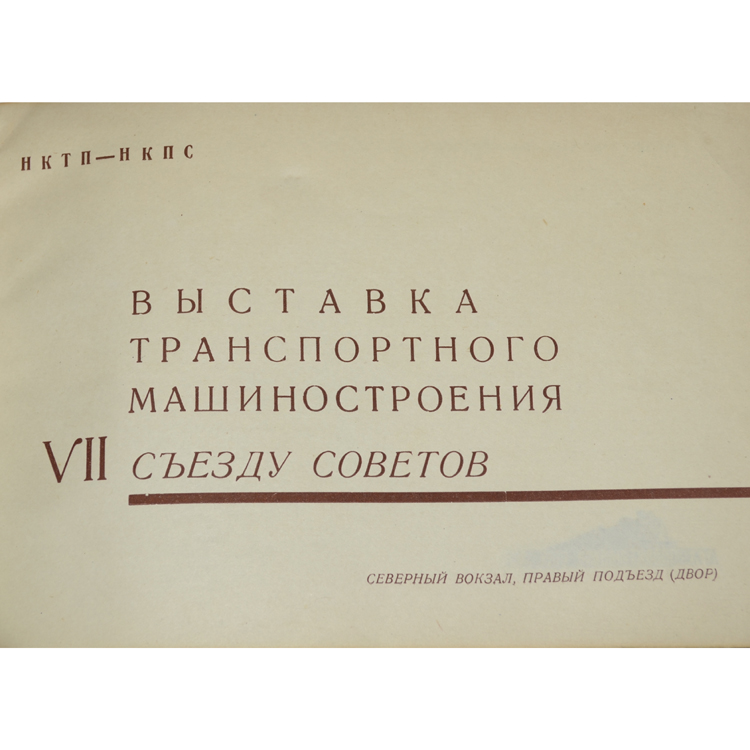 НКТП—НКПС
ВЫСТАВКА
ТРАНСПОРТНОГО
МАШИНОСТРОЕНИЯ
VII СЪЕЗДУ СОВЕТОВ
СЕВЕРНЫЙ ВОКЗАЛ, ПРАВЫЙ ПОДЪЕЗД (ДВОР)